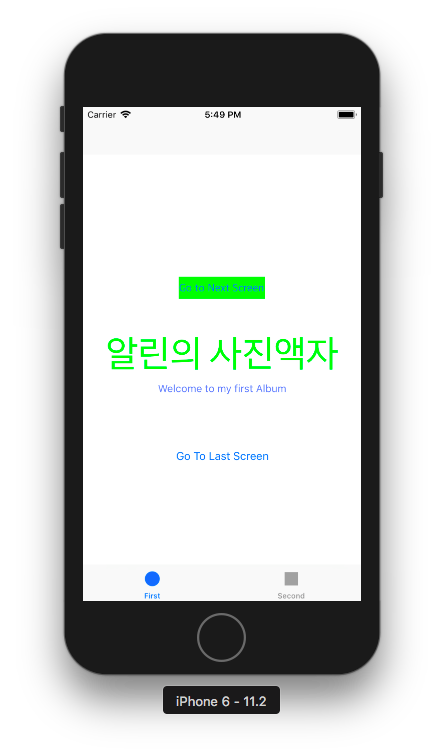 Carrier
5:49 PM
Go to Next Screen
알린의 사진액자
Welcome to my first Album
Go To Last Screen
First
Second
iPhone 6 - 11.2